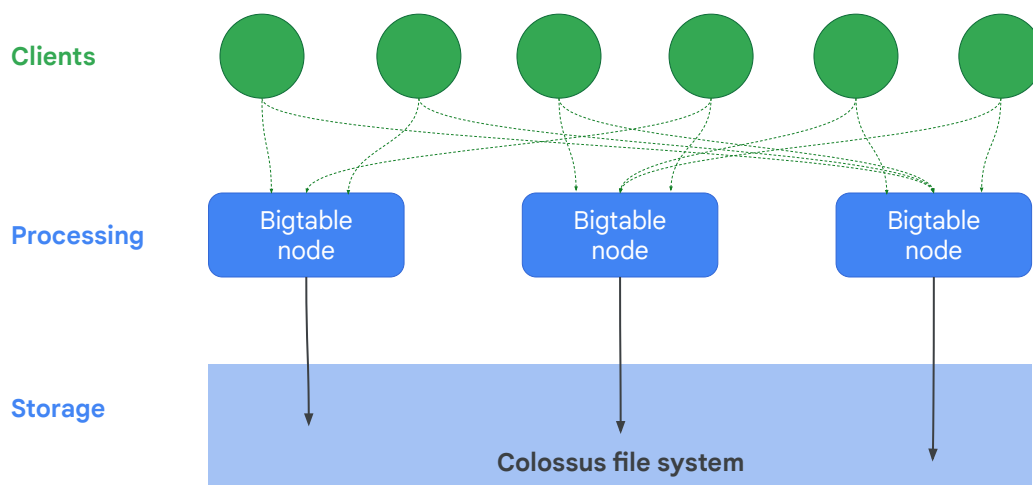 Clients
Processing
Bigtable
node
Bigtable
node
Bigtable
node
Storage
Colossus file system